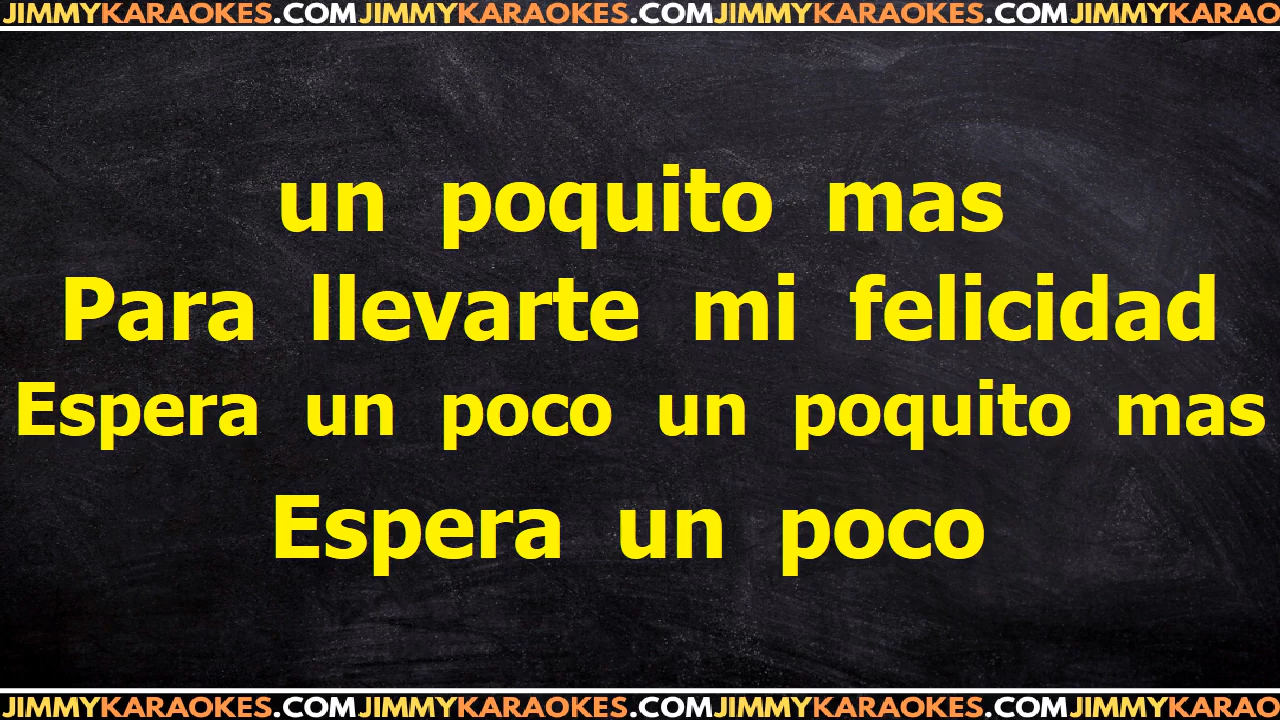 JIMMYKARAOKES.COMJIMMYKARAOKES.COMJIMMYKARAOKES.COMJIMMYKARAO
un poquito mas
Para llevarte mi felicidad
Espera un poco un poquito mas
Espera un poco
JIMMYKARAOKES.COMJIMMYKARAOKES.COMJIMMYKARAOKES.COMJIMMYKARAO